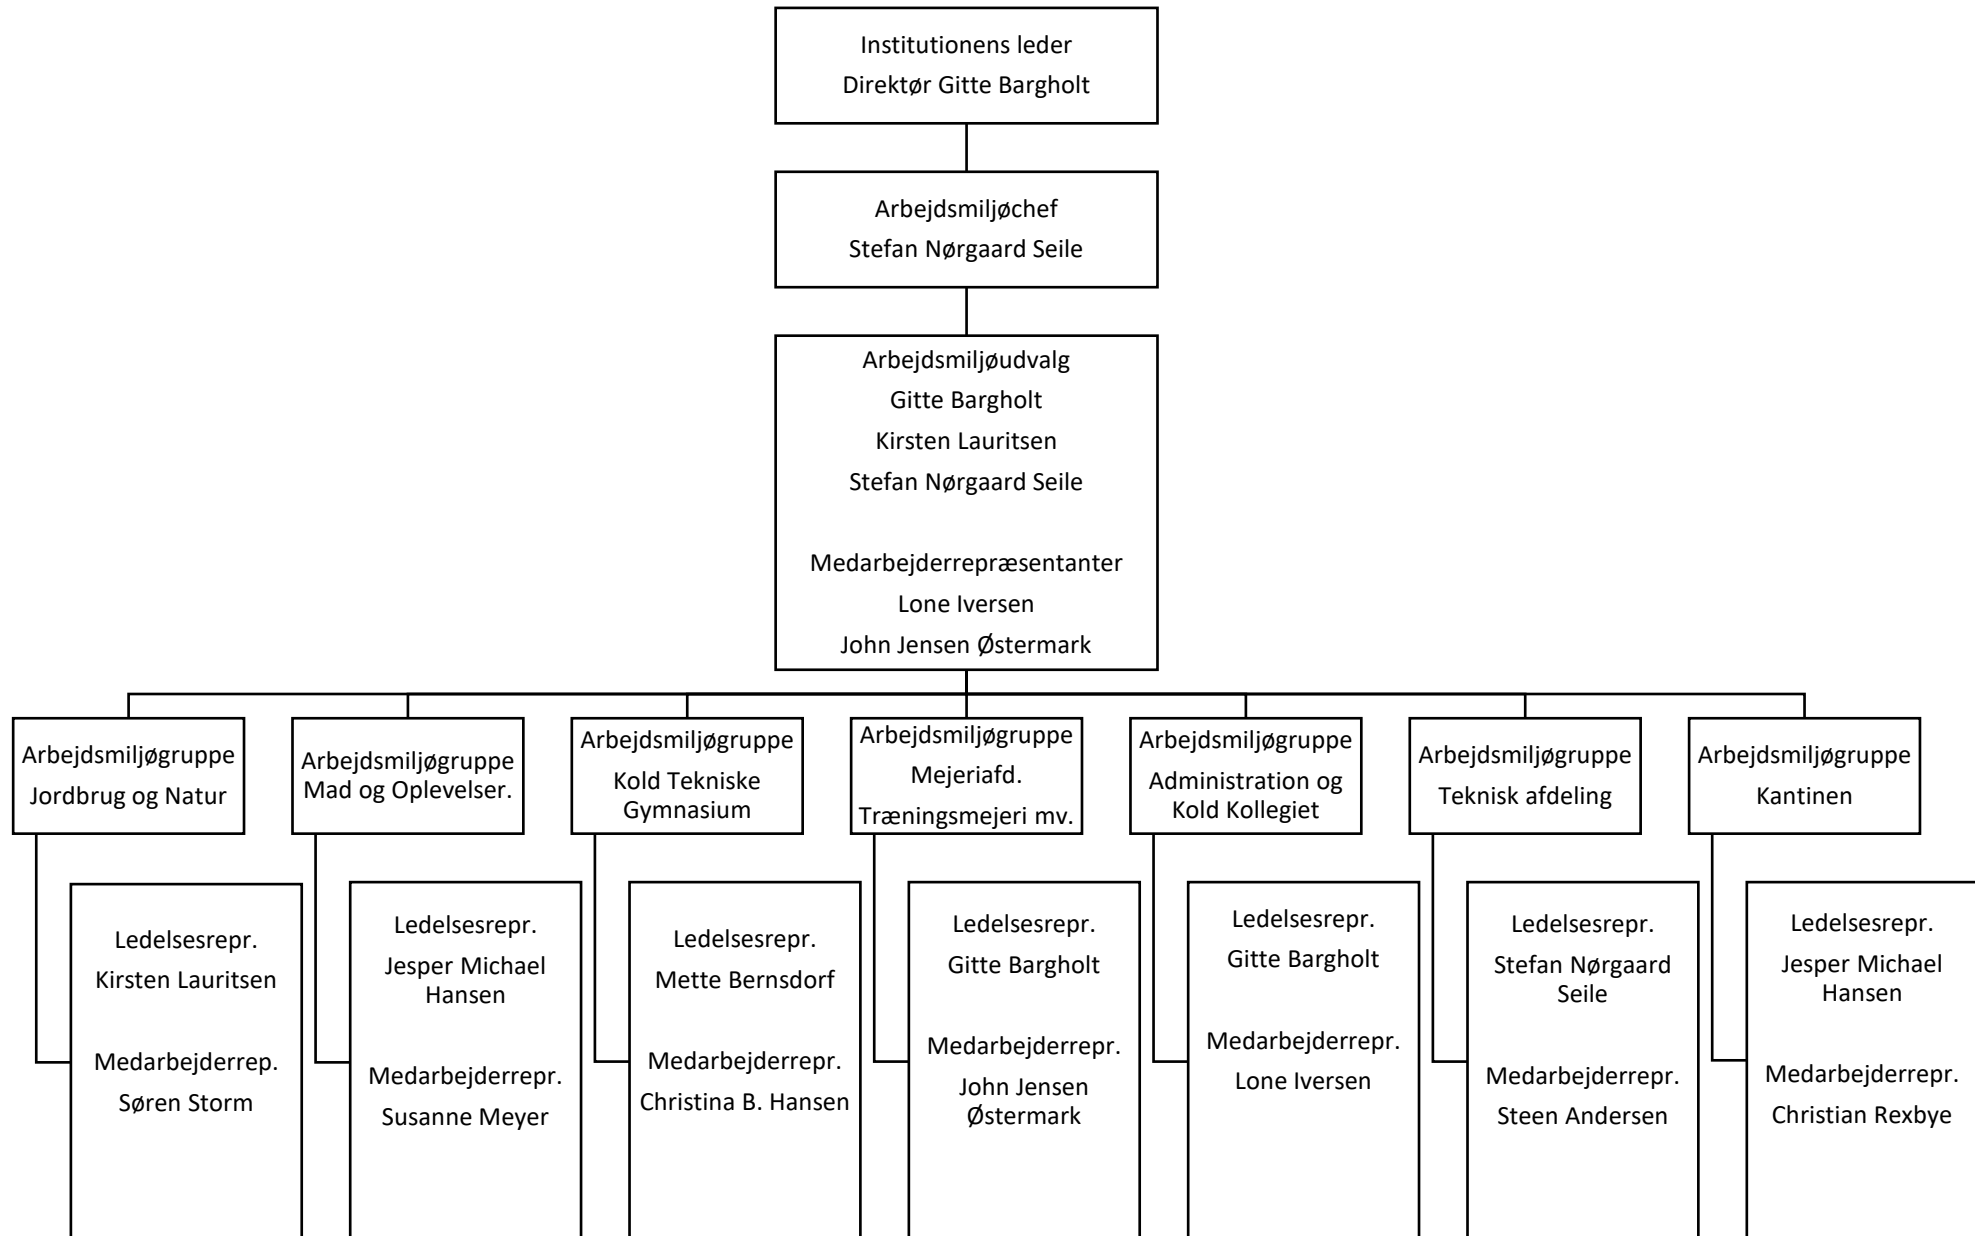 Institutionens leder
Direktør Gitte Bargholt
Arbejdsmiljøchef
Stefan Nørgaard Seile
Arbejdsmiljøudvalg
Gitte Bargholt
Kirsten Lauritsen
Stefan Nørgaard Seile
Medarbejderrepræsentanter
Lone Iversen
John Jensen Østermark
Arbejdsmiljøgruppe
Jordbrug og Natur
Arbejdsmiljøgruppe
Mad og Oplevelser.
Arbejdsmiljøgruppe
Kold Tekniske
Gymnasium
Arbejdsmiljøgruppe
Mejeriafd.
Træningsmejeri mv.
Arbejdsmiljøgruppe
Administration og
Kold Kollegiet
Arbejdsmiljøgruppe
Teknisk afdeling
Arbejdsmiljøgruppe
Kantinen
Ledelsesrepr.
Kirsten Lauritsen
Medarbejderrep.
Søren Storm
Ledelsesrepr.
Jesper Michael
Hansen
Medarbejderrepr.
Susanne Meyer
Ledelsesrepr.
Mette Bernsdorf
Medarbejderrepr.
Christina B. Hansen
Ledelsesrepr.
Gitte Bargholt
Medarbejderrepr.
John Jensen
Østermark
Ledelsesrepr.
Gitte Bargholt
Medarbejderrepr.
Lone Iversen
Ledelsesrepr.
Stefan Nørgaard
Seile
Medarbejderrepr.
Steen Andersen
Ledelsesrepr.
Jesper Michael
Hansen
Medarbejderrepr.
Christian Rexbye